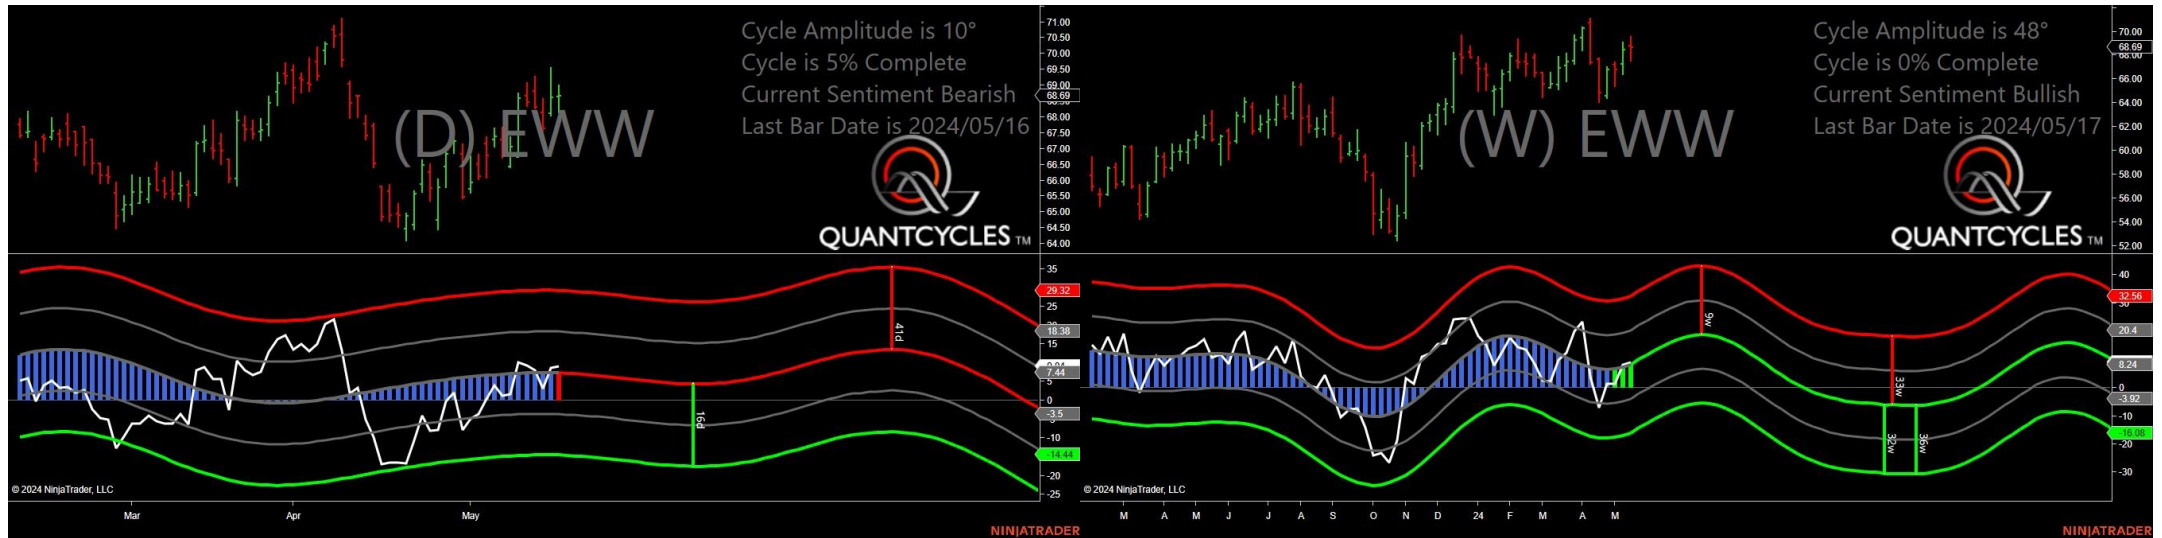 Cycle Amplitude is 10°
Cycle is 5% Complete
Current Sentiment Bearish
Last Bar Date is 2024/05/16
(D) EWW
QUANTCYCLES TM
71.00
70.50
70.00
69.50
69.00
68.69
68.00
67.50
67.00
66.50
66.00
65.50
65.00
64.50
64.00
35
29.32
25
18.38
15
7.44
5
0
-3.5
-10
-14.44
-20
-25
41d
16d
© 2024 NinjaTrader, LLC
Mar Apr May
NINJATRADER
Cycle Amplitude is 48°
Cycle is 0% Complete
Current Sentiment Bullish
Last Bar Date is 2024/05/17
(W) EWW
QUANTCYCLES TM
70.00
68.69
68.00
66.00
64.00
62.00
60.00
58.00
56.00
54.00
52.00
40
32.56
30
20.4
8.24
0
-3.92
-10
-16.08
-20
-30
9w
33w
32w
36w
© 2024 NinjaTrader, LLC
M A M J J A S O N D 24 F M A M
NINJATRADER